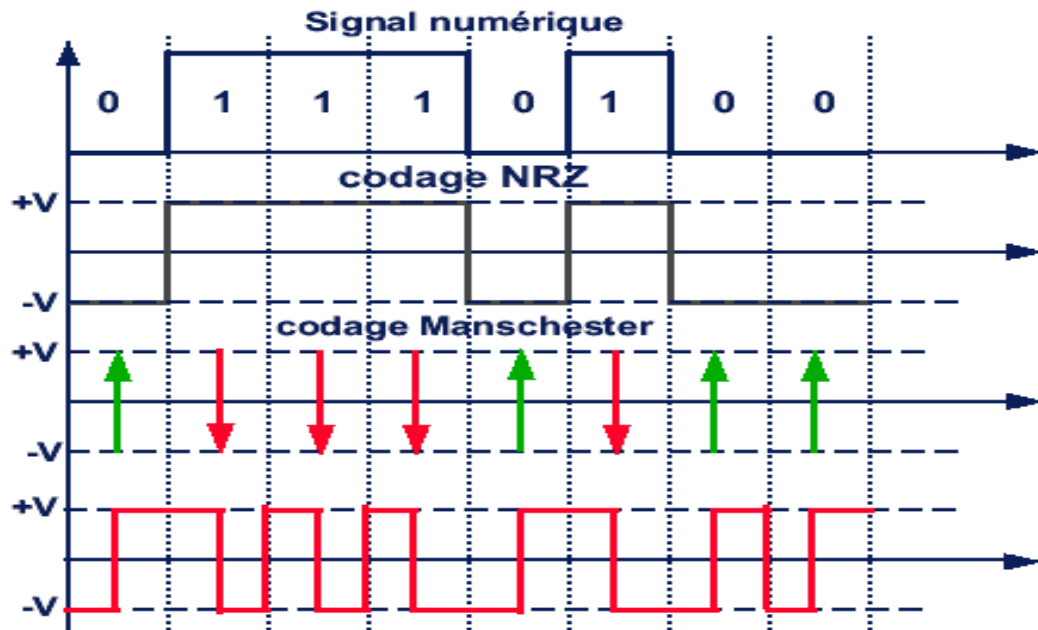 Signal numérique
0 1 1 1 0 1 0 0
codage NRZ
+V
-V
codage Manschester
+V
-V
+V
-V